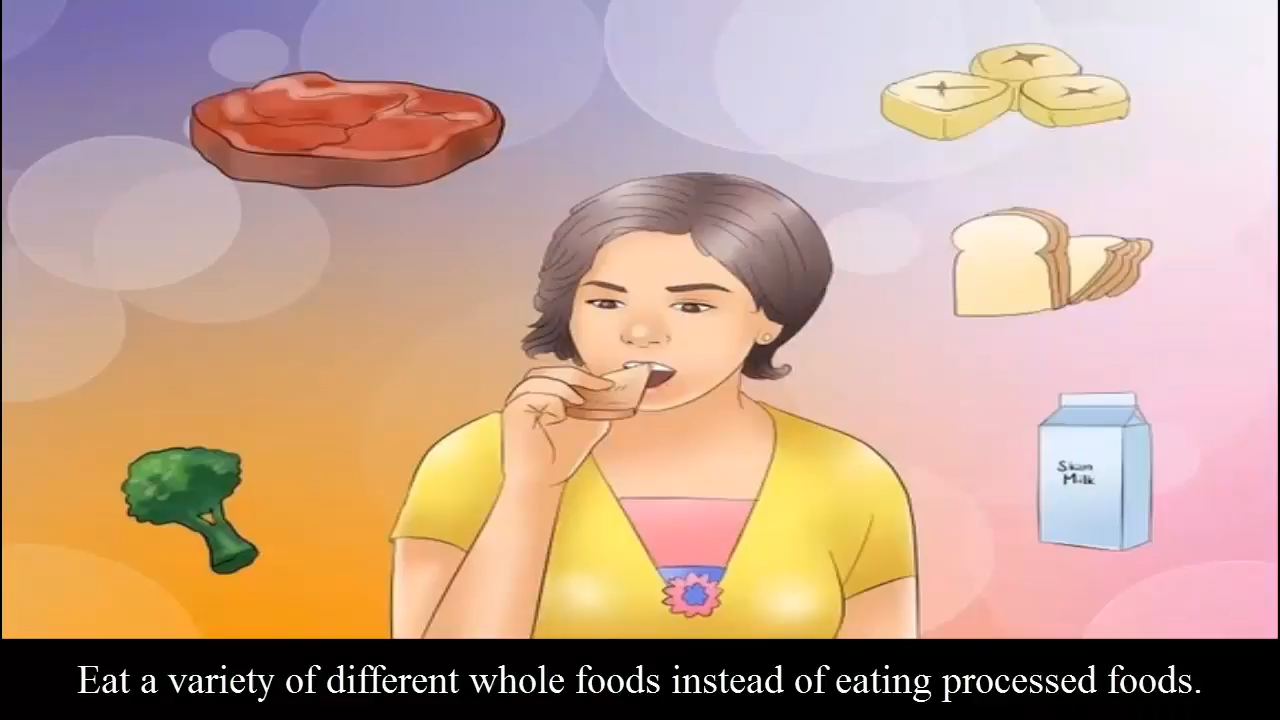 Skim
Milk
Eat a variety of different whole foods instead of eating processed foods.